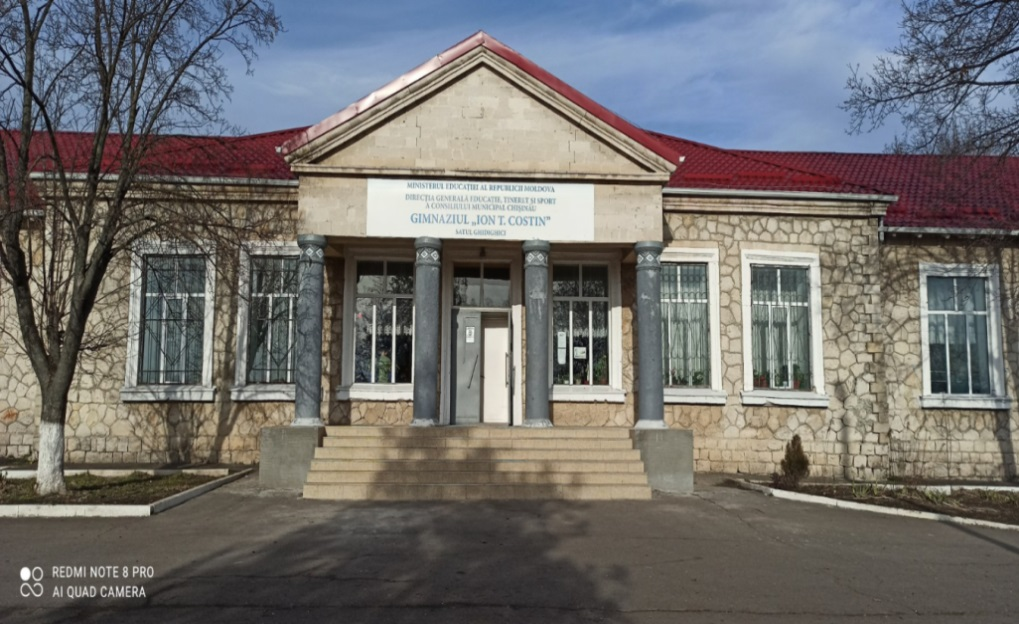 MINISTERUL EDUCAȚIEI AL REPUBLICII MOLDOVA
DIRECȚIA GENERALĂ EDUCAȚIE, TINERET ȘI SPORT
A CONSILIULUI MUNICIPAL CHIȘINĂU
GIMNAZIUL „ION T. COSTIN”
SATUL GHIDIGHICI
REDMI NOTE 8 PRO
AI QUAD CAMERA